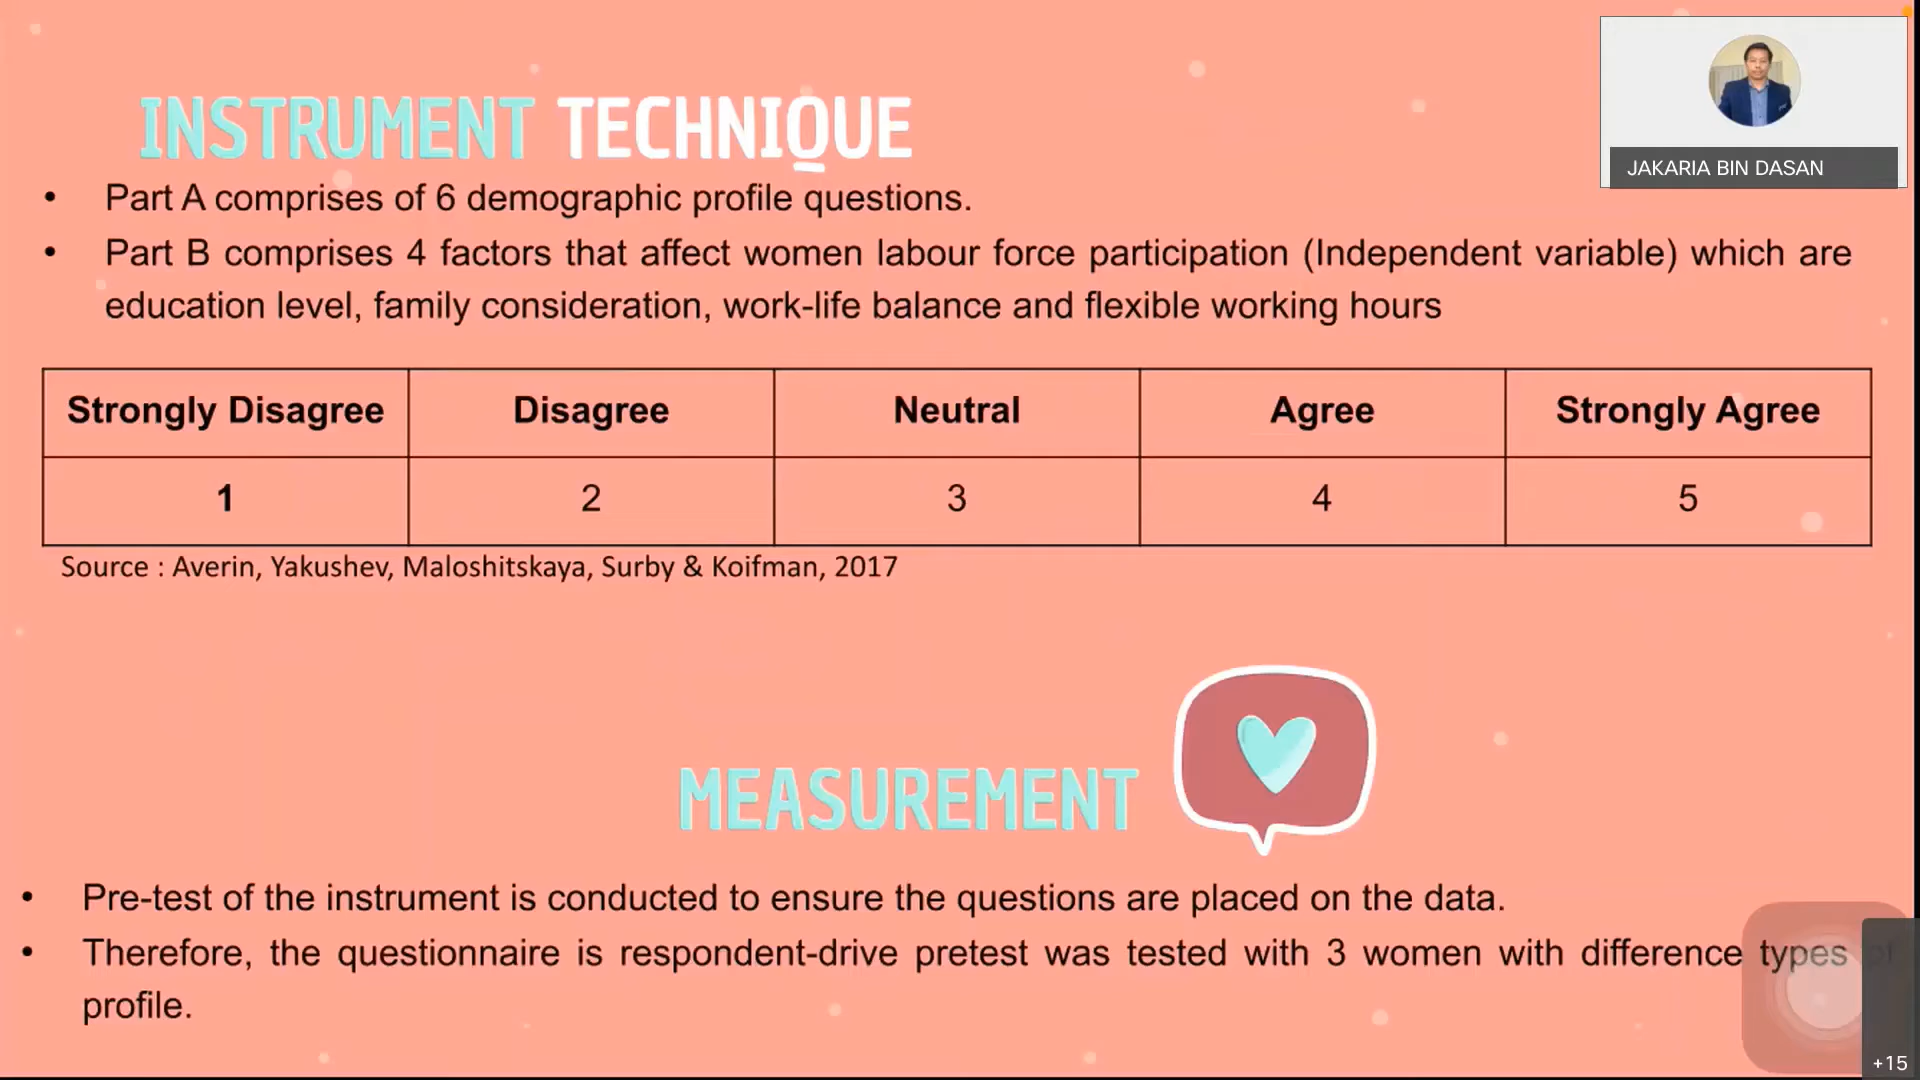 INSTRUMENT TECHNIQUE
JAKARIA BIN DASAN
• Part A comprises of 6 demographic profile questions.
• Part B comprises 4 factors that affect women labour force participation (Independent variable) which are
education level, family consideration, work-life balance and flexible working hours
Strongly Disagree Disagree Neutral Agree Strongly Agree
1 2 3 4 5
Source : Averin, Yakushev, Maloshitskaya, Surby & Koifman, 2017
MEASUREMENT
• Pre-test of the instrument is conducted to ensure the questions are placed on the data.
• Therefore, the questionnaire is respondent-drive pretest was tested with 3 women with difference types of
profile.
+15